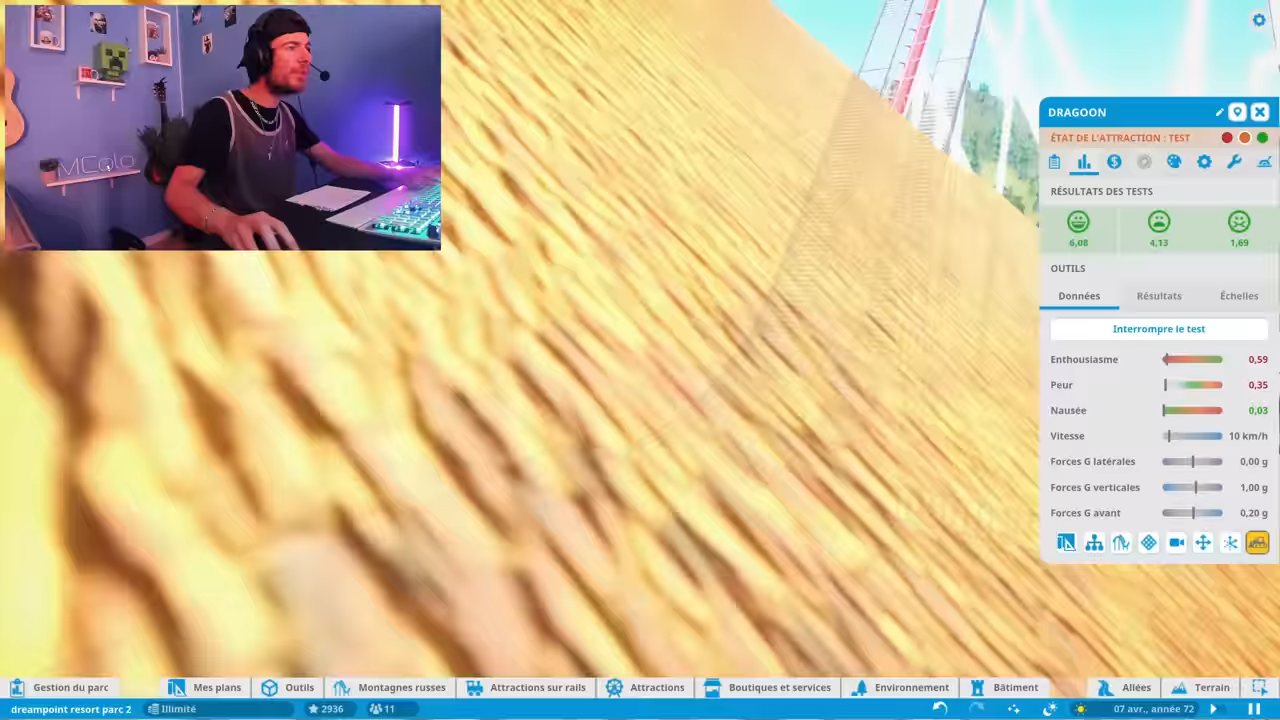 MColo
DRAGOON
ÉTAT DE L'ATTRACTION : TEST
RÉSULTATS DES TESTS
6,08 4,13 1,69
OUTILS
Données Résultats Échelles
Interrompre le test
Enthousiasme 0,59
Peur 0,35
Nausée 0,03
Vitesse 10 km/h
Forces G latérales 0,00 g
Forces G verticales 1,00 g
Forces G avant 0,20 g
Gestion du parc Mes plans Outils Montagnes russes Attractions sur rails Attractions Boutiques et services Environnement Bâtiment Allées Terrain
dreampoint resort parc 2 Illimité 2936 11 07 avr., année 72